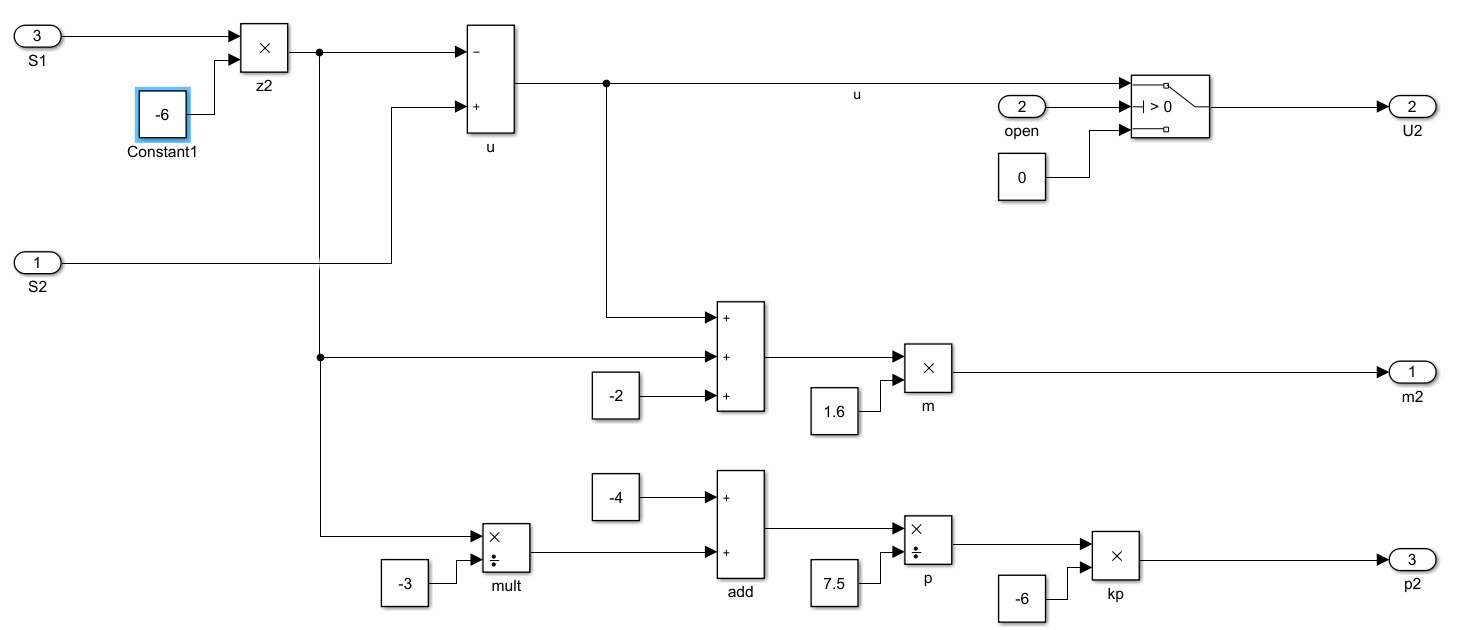 3
S1
×
z2
-6
Constant1
−
+
u
u
2
open
> 0
0
2
U2
1
S2
+
+
+
-2
1.6
×
m
1
m2
-4
+
+
add
×
÷
mult
-3
×
÷
p
7.5
×
kp
-6
3
p2